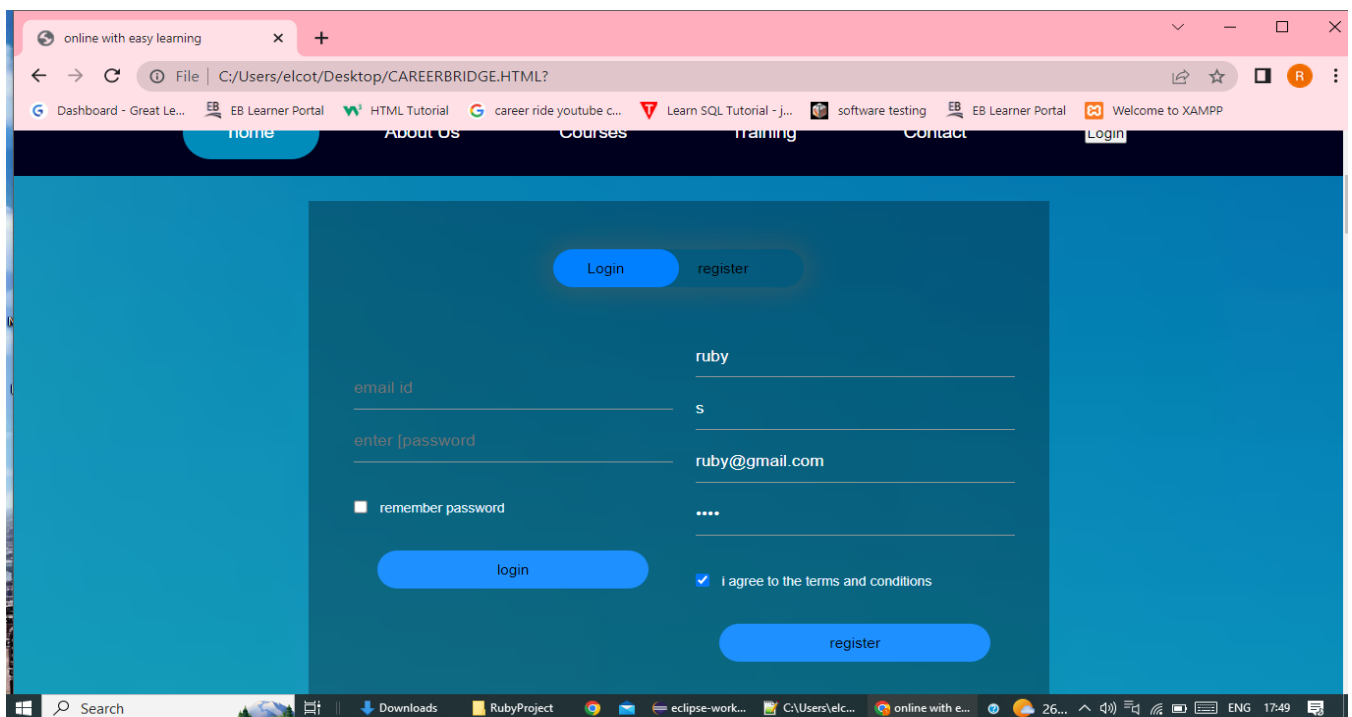 online with easy learning
File C:/Users/elcot/Desktop/CAREERBRIDGE.HTML?
R
Dashboard - Great Le... EB EB Learner Portal HTML Tutorial career ride youtube c... Learn SQL Tutorial - j... software testing EB EB Learner Portal Welcome to XAMPP
home About Us Courses Training Contact Login
Login register
email id
enter [password
remember password
login
ruby
s
ruby@gmail.com
••••
i agree to the terms and conditions
register
Search Downloads RubyProject eclipse-work... C:\Users\elc... online with e... 26... ENG 17:49